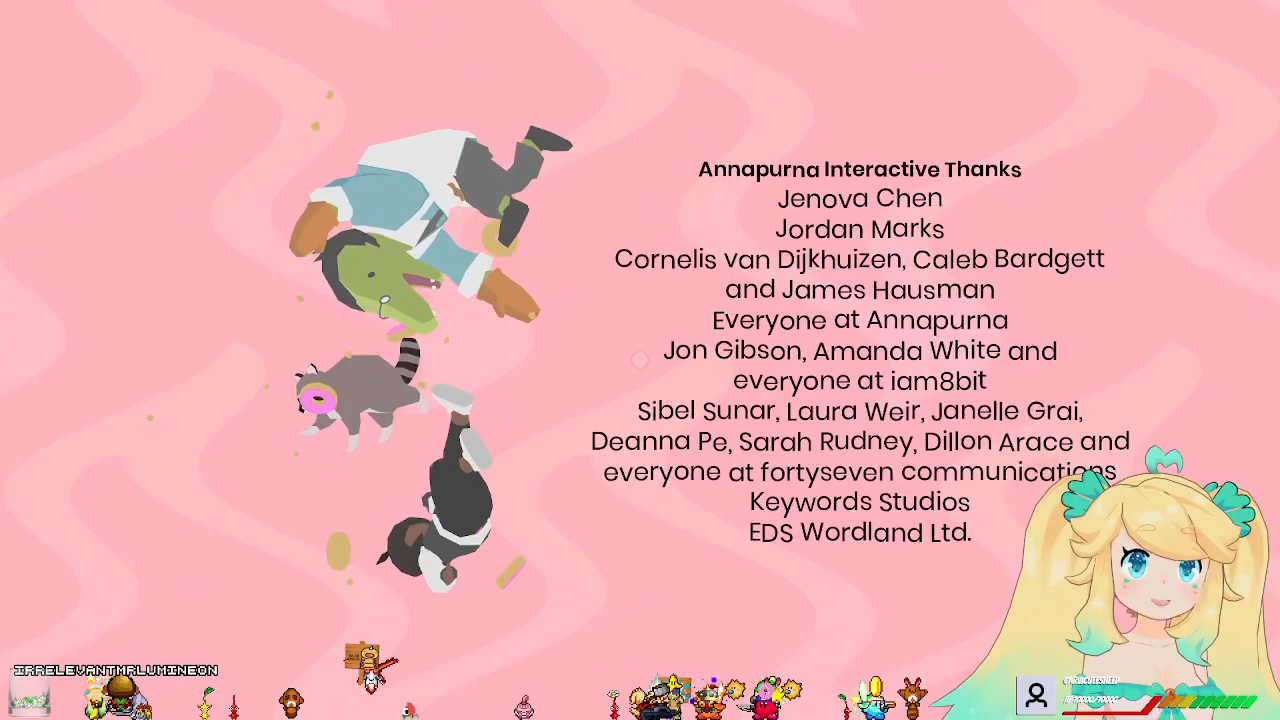 Annapurna Interactive Thanks
Jenova Chen
Jordan Marks
Cornelis van Dijkhuizen, Caleb Bardgett
and James Hausman
Everyone at Annapurna
Jon Gibson, Amanda White and
everyone at iam8bit
Sibel Sunar, Laura Weir, Janelle Grai,
Deanna Pe, Sarah Rudney, Dillon Arace and
everyone at fortyseven communications
Keywords Studios
EDS Wordland Ltd.
IRRELEVANTMRLUMINEON